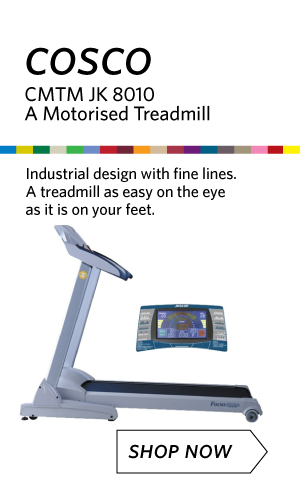 COSCO
CMTM JK 8010
A Motorised Treadmill
Industrial design with fine lines.
A treadmill as easy on the eye
as it is on your feet.
SHOP NOW